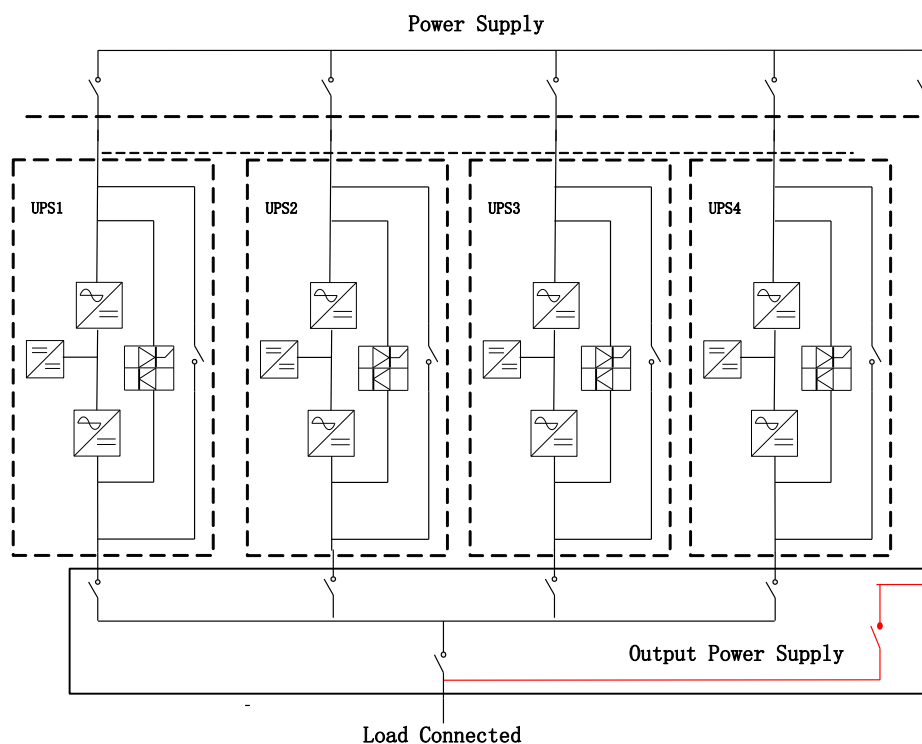 Power Supply
UPS1
UPS2
UPS3
UPS4
Output Power Supply
Load Connected